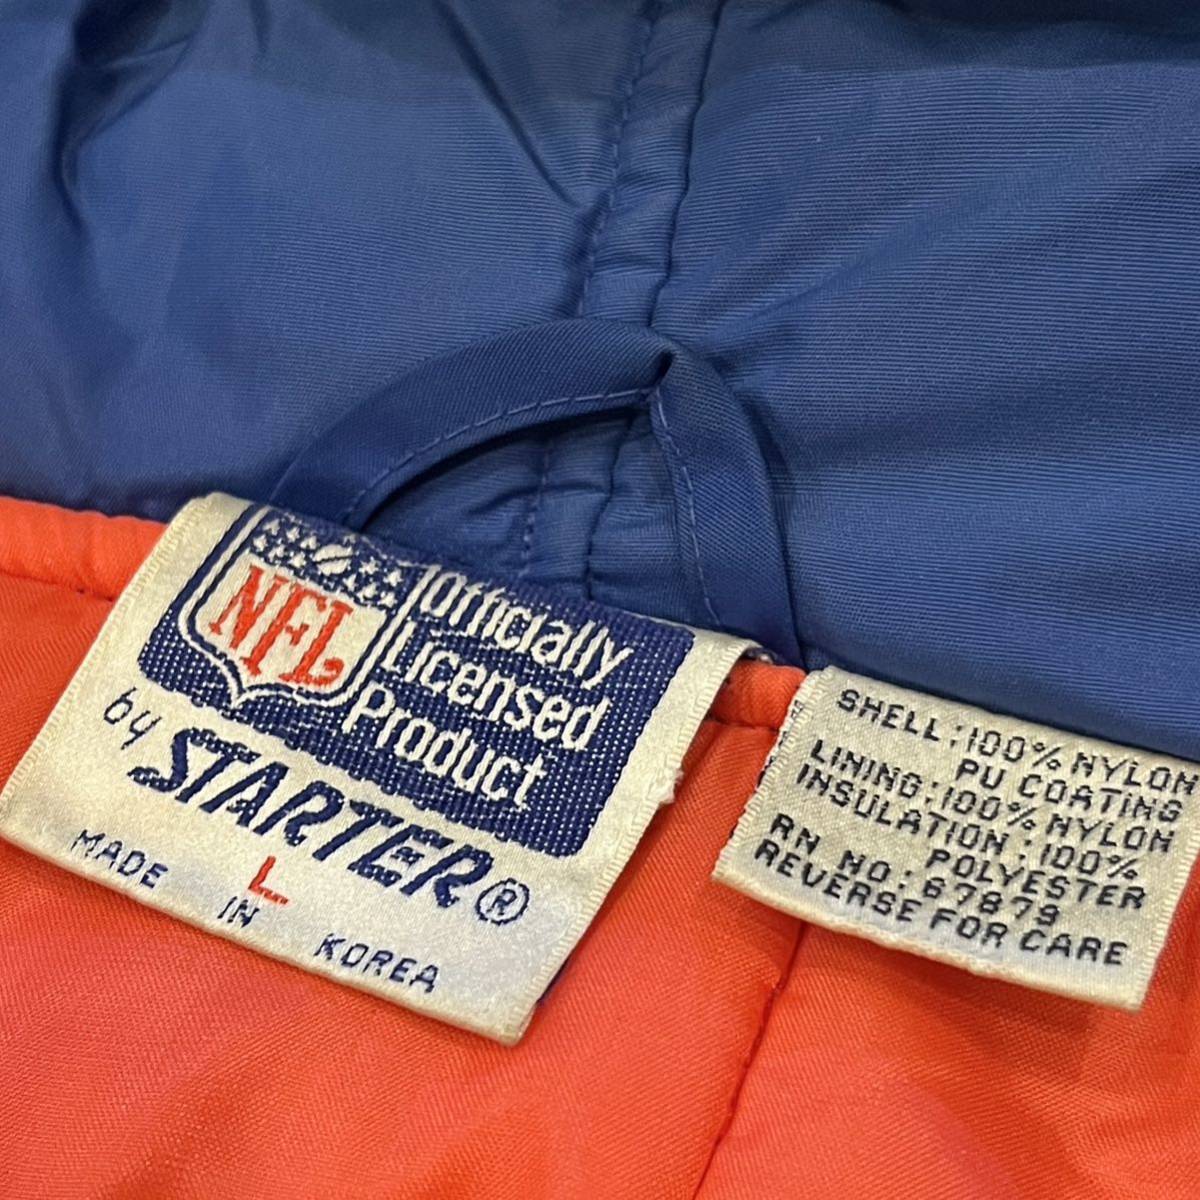 NFL
Officially
Licensed
Product
by STARTER®
L
MADE IN KOREA
SHELL:100% NYLON
PU COATING
LINING:100% NYLON
INSULATION:100%
POLYESTER
RN NO:67879
REVERSE FOR CARE